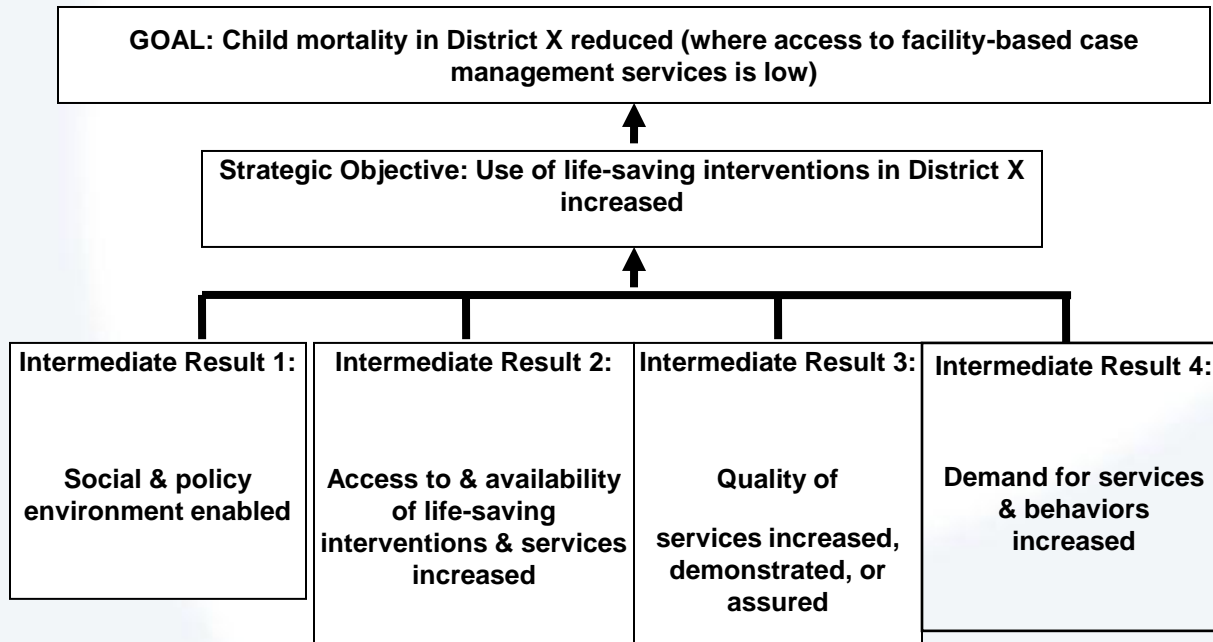 GOAL: Child mortality in District X reduced (where access to facility-based case
management services is low)
Strategic Objective: Use of life-saving interventions in District X
increased
Intermediate Result 1:
Social & policy
environment enabled
Intermediate Result 2:
Access to & availability
of life-saving
interventions & services
increased
Intermediate Result 3:
Quality of
services increased,
demonstrated, or
assured
Intermediate Result 4:
Demand for services
& behaviors
increased